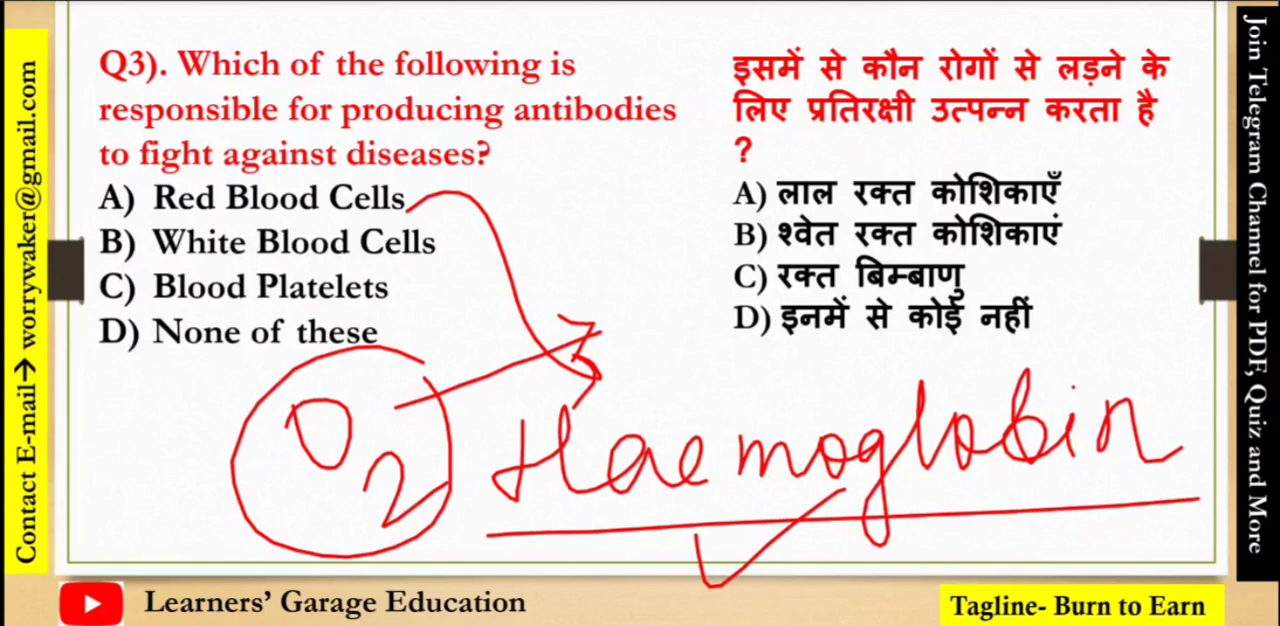 Q3). Which of the following is
responsible for producing antibodies
to fight against diseases?
A) Red Blood Cells
B) White Blood Cells
C) Blood Platelets
D) None of these
इसमें से कौन रोगों से लड़ने के
लिए प्रतिरक्षी उत्पन्न करता है
?
A) लाल रक्त कोशिकाएँ
B) श्वेत रक्त कोशिकाएं
C) रक्त बिम्बाणु
D) इनमें से कोई नहीं
O2
Haemoglobin
Contact E-mail→ worrywaker@gmail.com
Join Telegram Channel for PDF, Quiz and More
Learners’ Garage Education
Tagline- Burn to Earn